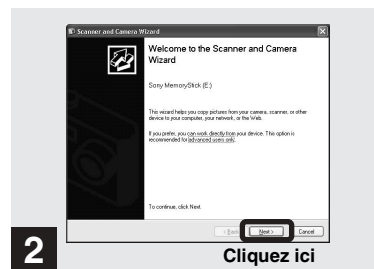 Scanner and Camera Wizard
Welcome to the Scanner and Camera
Wizard
Sony MemoryStick (E:)
This wizard helps you copy pictures from your camera, scanner, or other
device to your computer, your network, or the Web.
If you prefer, you can work directly from your device. This option is
recommended for advanced users only.
To continue, click Next.
< Back Next > Cancel
2
Cliquez ici